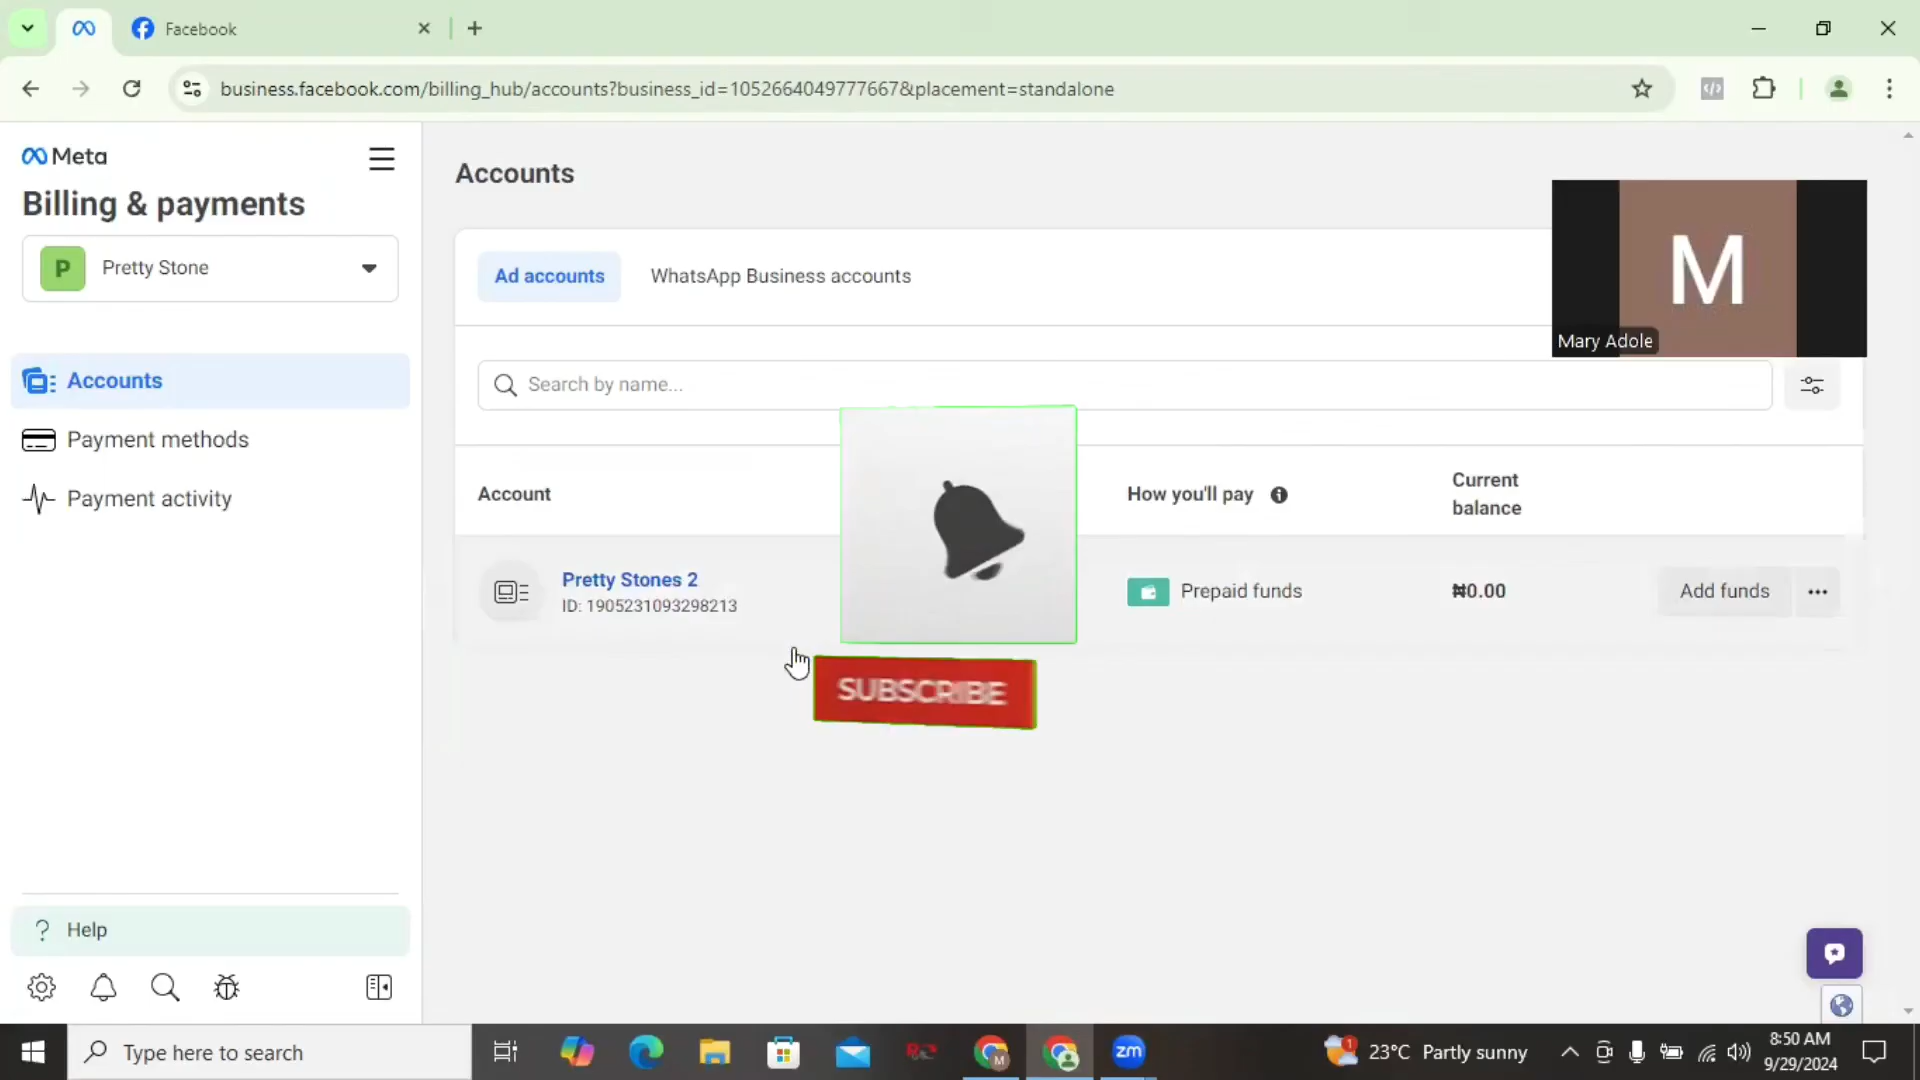 Facebook
business.facebook.com/billing_hub/accounts?business_id=1052664049777667&placement=standalone
Meta
Billing & payments
P
Pretty Stone
Accounts
Payment methods
Payment activity
Help
Accounts
Ad accounts
WhatsApp Business accounts
M
Mary Adole
Search by name...
Account
How you'll pay
Current
balance
Pretty Stones 2
ID: 1905231093298213
Prepaid funds
₦0.00
Add funds
SUBSCRIBE
Type here to search
M
zm
1
23°C Partly sunny
8:50 AM
9/29/2024